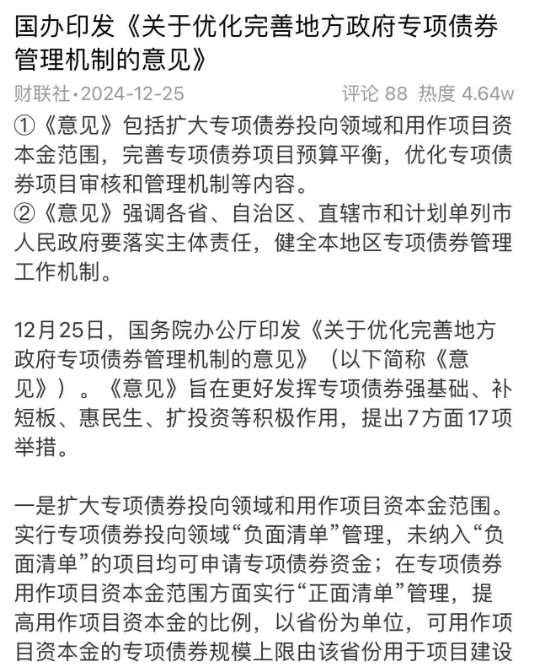 国办印发《关于优化完善地方政府专项债券
管理机制的意见》
财联社·2024-12-25 评论 88 热度 4.64w
①《意见》包括扩大专项债券投向领域和用作项目资
本金范围，完善专项债券项目预算平衡，优化专项债
券项目审核和管理机制等内容。
②《意见》强调各省、自治区、直辖市和计划单列市
人民政府要落实主体责任，健全本地区专项债券管理
工作机制。
12月25日，国务院办公厅印发《关于优化完善地方
政府专项债券管理机制的意见》（以下简称《意
见》）。《意见》旨在更好发挥专项债券强基础、补
短板、惠民生、扩投资等积极作用，提出7方面17项
举措。
一是扩大专项债券投向领域和用作项目资本金范围。
实行专项债券投向领域“负面清单”管理，未纳入“负
面清单”的项目均可申请专项债券资金；在专项债券
用作项目资本金范围方面实行“正面清单”管理，提
高用作项目资本金的比例，以省份为单位，可用作项
目资本金的专项债券规模上限由该省份用于项目建设